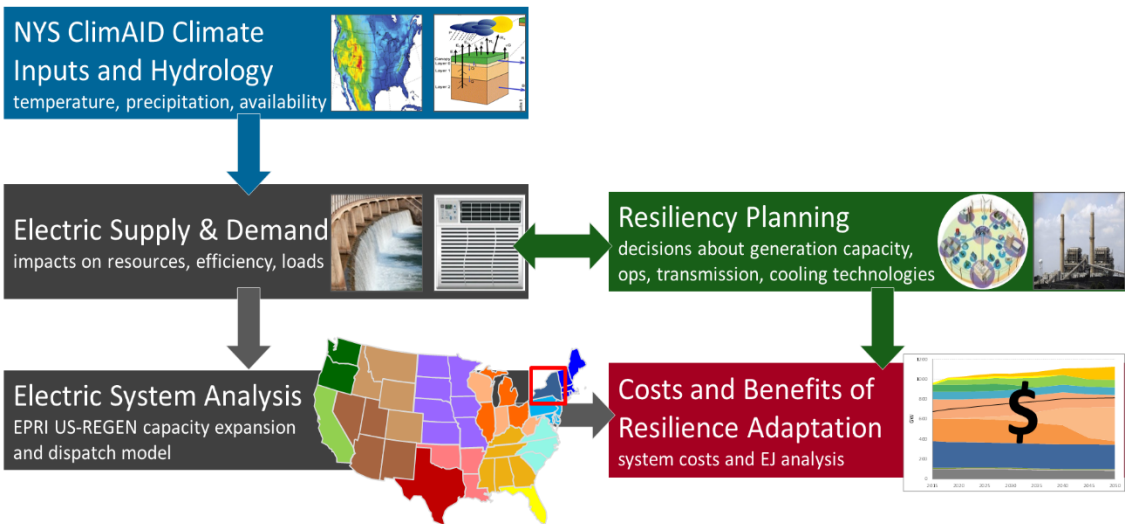 NYS ClimAID Climate
Inputs and Hydrology
temperature, precipitation, availability
Electric Supply & Demand
impacts on resources, efficiency, loads
Resiliency Planning
decisions about generation capacity,
ops, transmission, cooling technologies
Electric System Analysis
EPRI US-REGEN capacity expansion
and dispatch model
Costs and Benefits of
Resilience Adaptation
system costs and EJ analysis
$